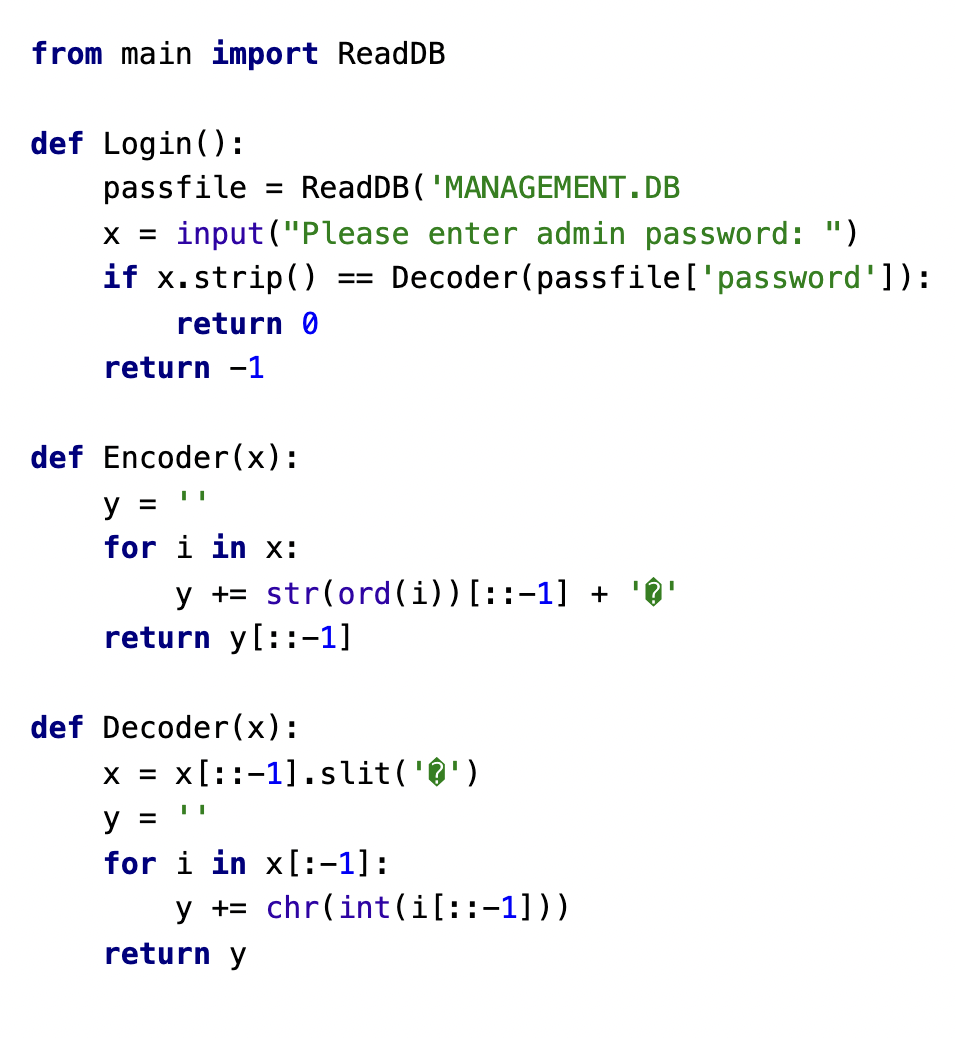 from main import ReadDB
def Login():
    passfile = ReadDB('MANAGEMENT.DB
    x = input("Please enter admin password: ")
    if x.strip() == Decoder(passfile['password']):
        return 0
    return -1
def Encoder(x):
    y = ''
    for i in x:
        y += str(ord(i))[::-1] + '�'
    return y[::-1]
def Decoder(x):
    x = x[::-1].slit('�')
    y = ''
    for i in x[:-1]:
        y += chr(int(i[::-1]))
    return y